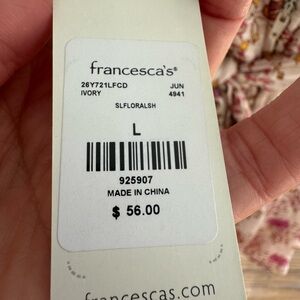 francesca's®
26Y721LFCD JUN
IVORY 4941
SLFLORALSH
L
925907
MADE IN CHINA
$ 56.00
francescas.com